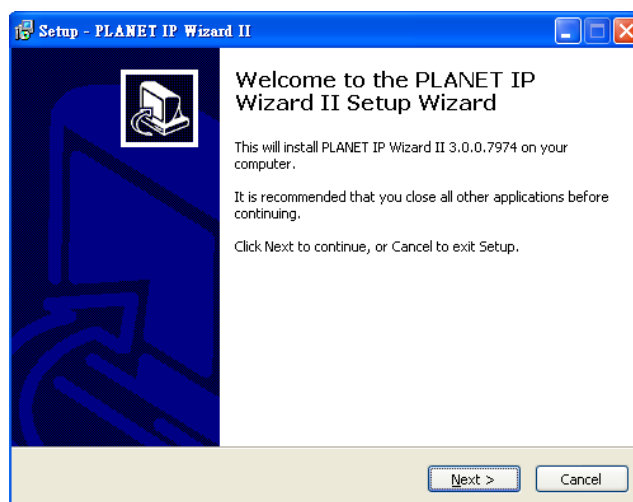 Setup - PLANET IP Wizard II
Welcome to the PLANET IP
Wizard II Setup Wizard
This will install PLANET IP Wizard II 3.0.0.7974 on your
computer.
It is recommended that you close all other applications before
continuing.
Click Next to continue, or Cancel to exit Setup.
Next >
Cancel